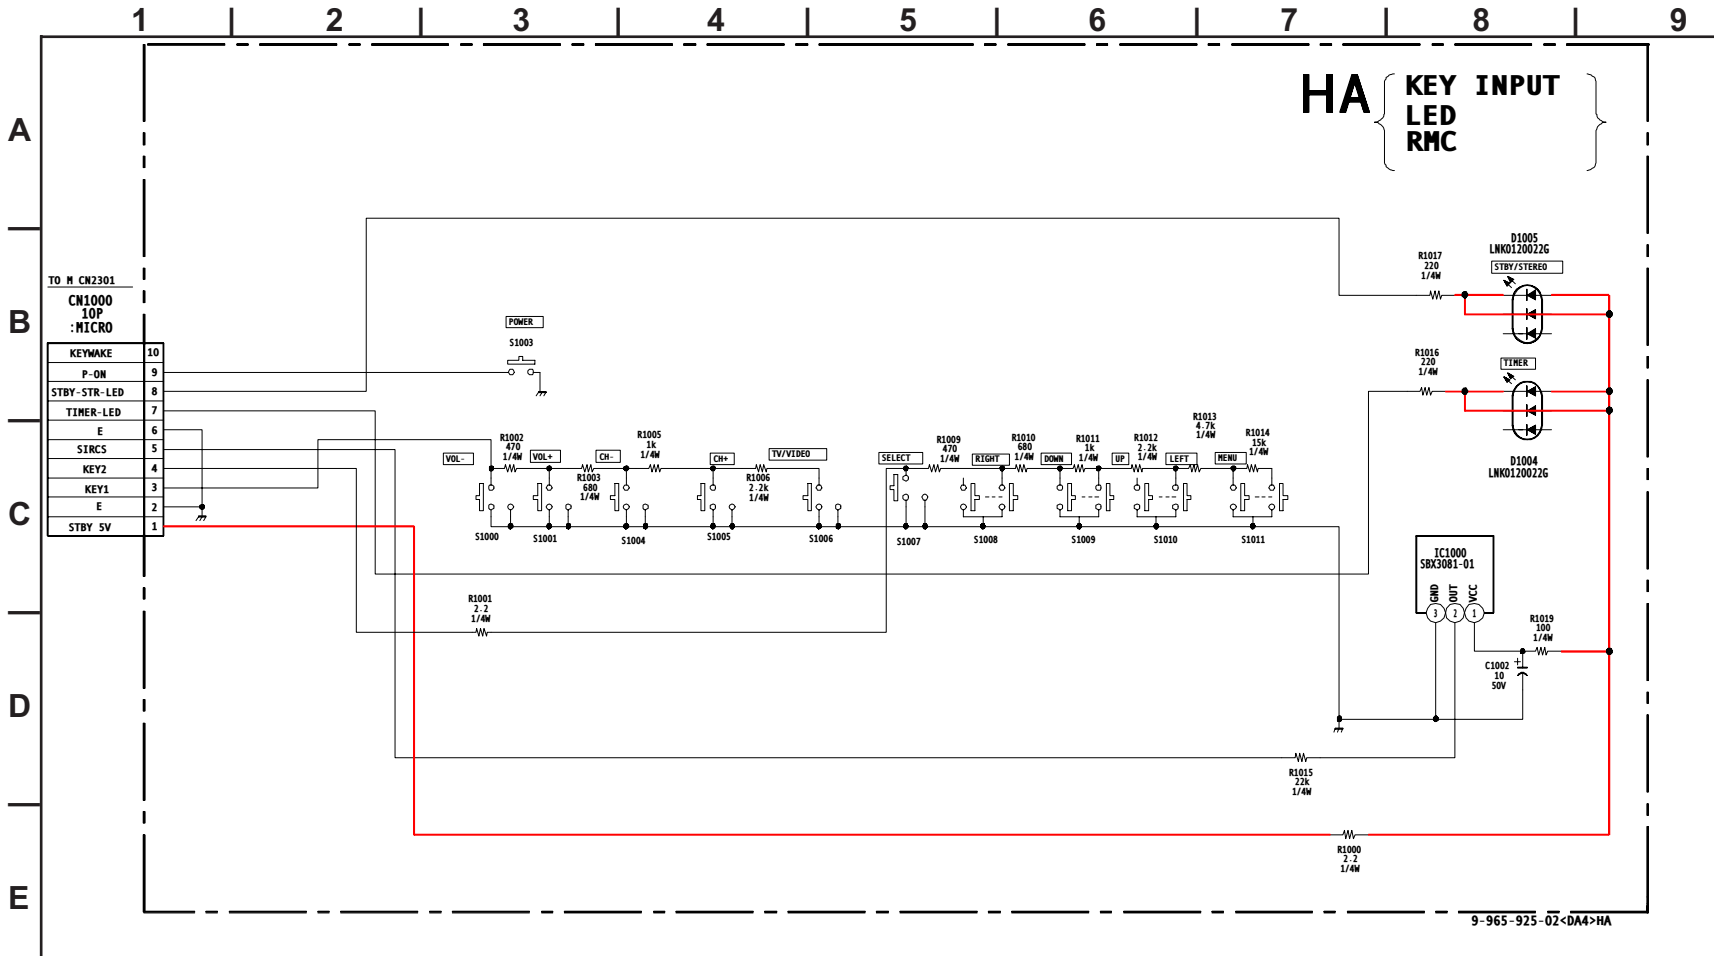 1 2 3 4 5 6 7 8 9
A
B
C
D
E
HA
KEY INPUT
LED
RMC
TO M CN2301
CN1000
10P
:MICRO
KEYWAKE 10
P-ON 9
STBY-STR-LED 8
TIMER-LED 7
E 6
SIRCS 5
KEY2 4
KEY1 3
E 2
STBY 5V 1
POWER
S1003
R1017
220
1/4W
D1005
LNK0120022G
STBY/STEREO
R1016
220
1/4W
TIMER
D1004
LNK0120022G
VOL-
R1002
470
1/4W
VOL+
R1003
680
1/4W
CH-
R1005
1k
1/4W
CH+
R1006
2.2k
1/4W
TV/VIDEO
SELECT
R1009
470
1/4W
RIGHT
R1010
680
1/4W
DOWN
R1011
1k
1/4W
UP
R1012
2.2k
1/4W
LEFT
R1013
4.7k
1/4W
MENU
R1014
15k
1/4W
S1000
S1001
S1004
S1005
S1006
S1007
S1008
S1009
S1010
S1011
R1001
2.2
1/4W
IC1000
SBX3081-01
GND OUT VCC
3 2 1
R1019
100
1/4W
C1002
10
50V
+
R1015
22k
1/4W
R1000
2.2
1/4W
9-965-925-02<DA4>HA